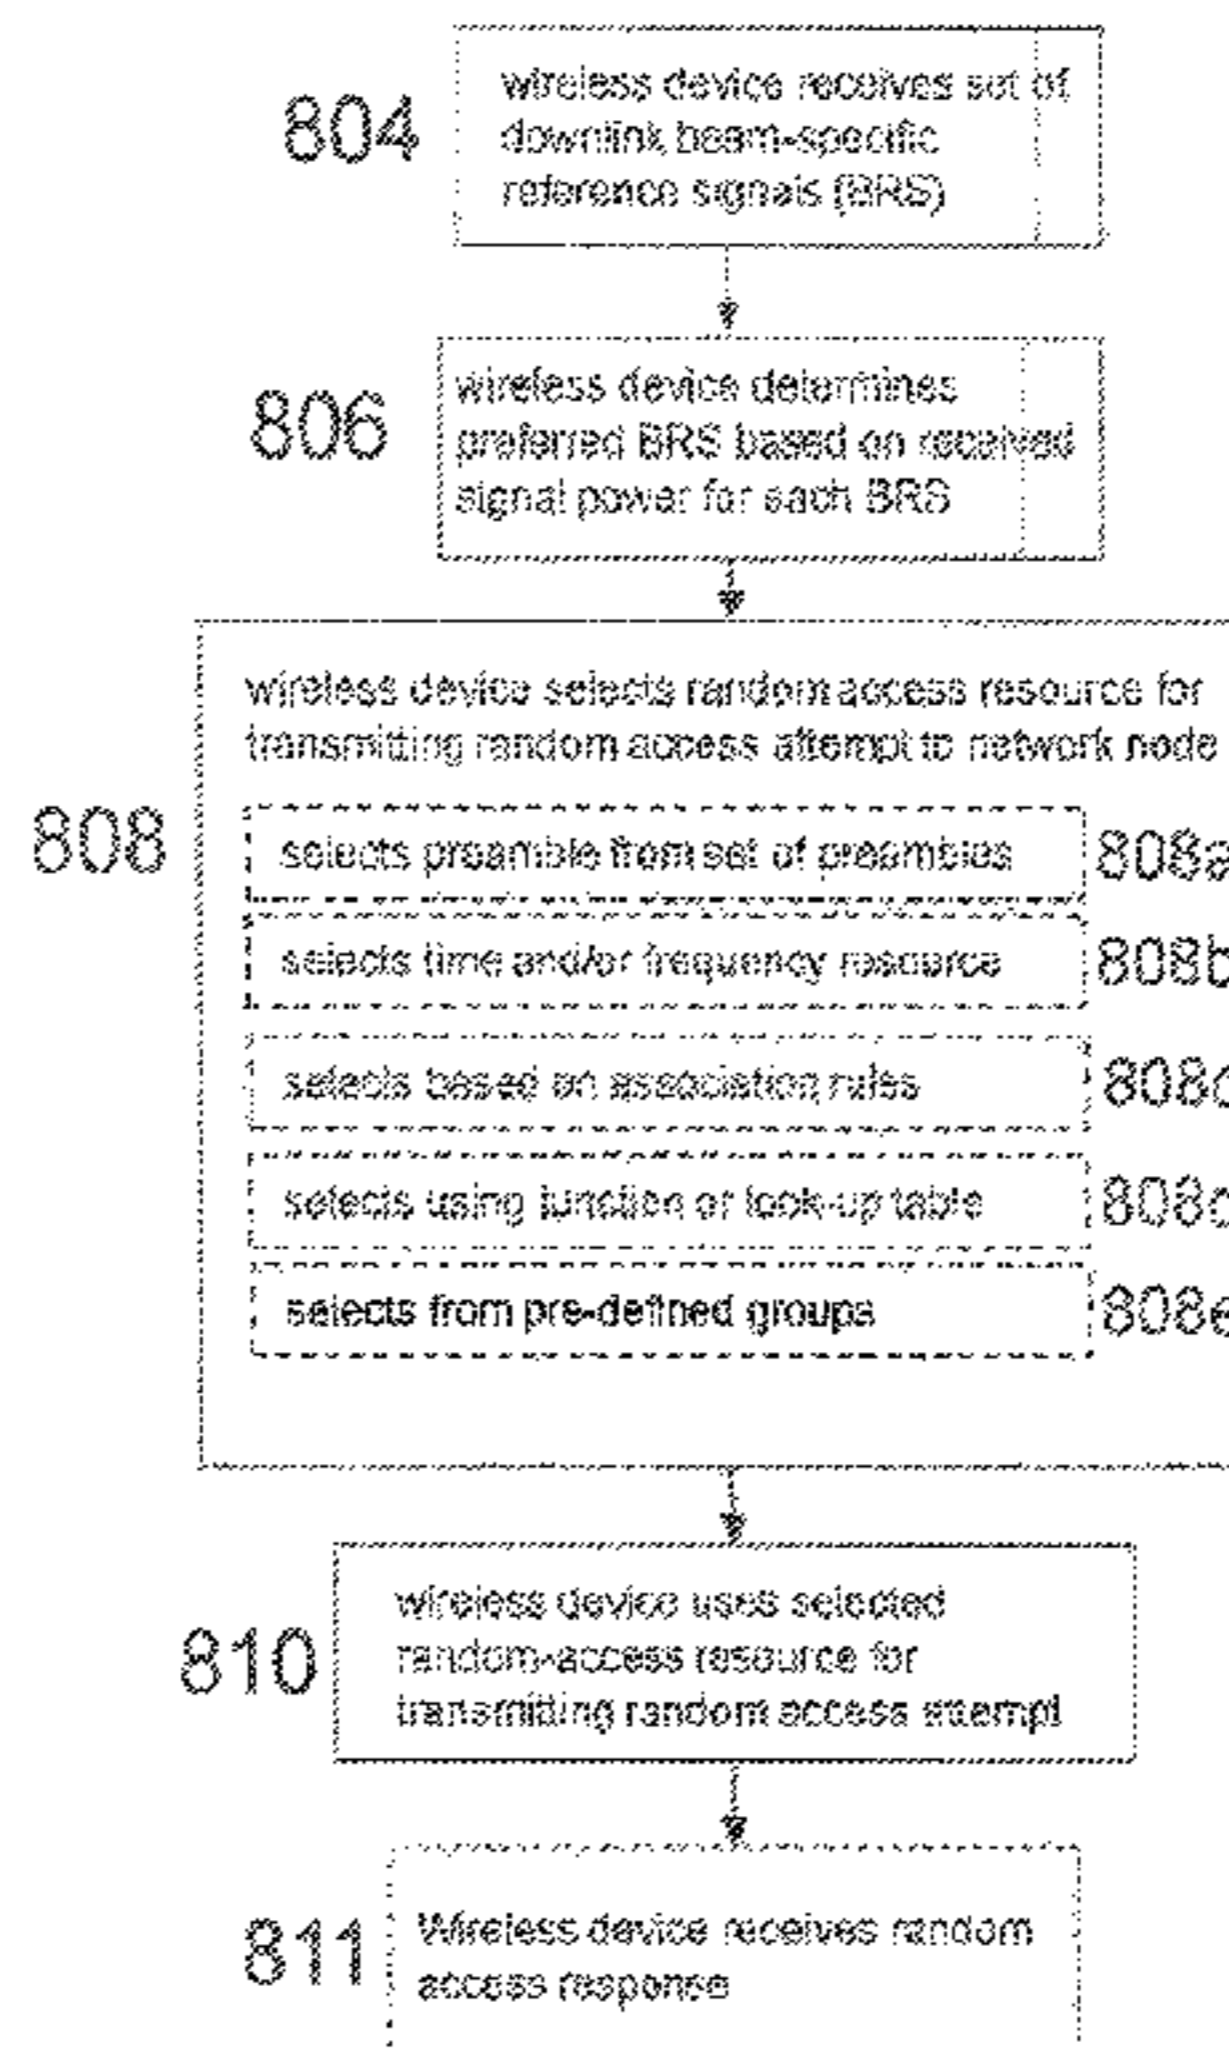 804
wireless device receives set of
downlink beam-specific
reference signals (BRS)
806
wireless device determines
preferred BRS based on received
signal power for each BRS
808
wireless device selects random access resource for
transmitting random access attempt to network node
selects preamble from set of preambles
808a
selects time and/or frequency resource
808b
selects based on association rules
808c
selects using function or look-up table
808d
selects from pre-defined groups
808e
810
wireless device uses selected
random-access resource for
transmitting random access attempt
811
Wireless device receives random
access response